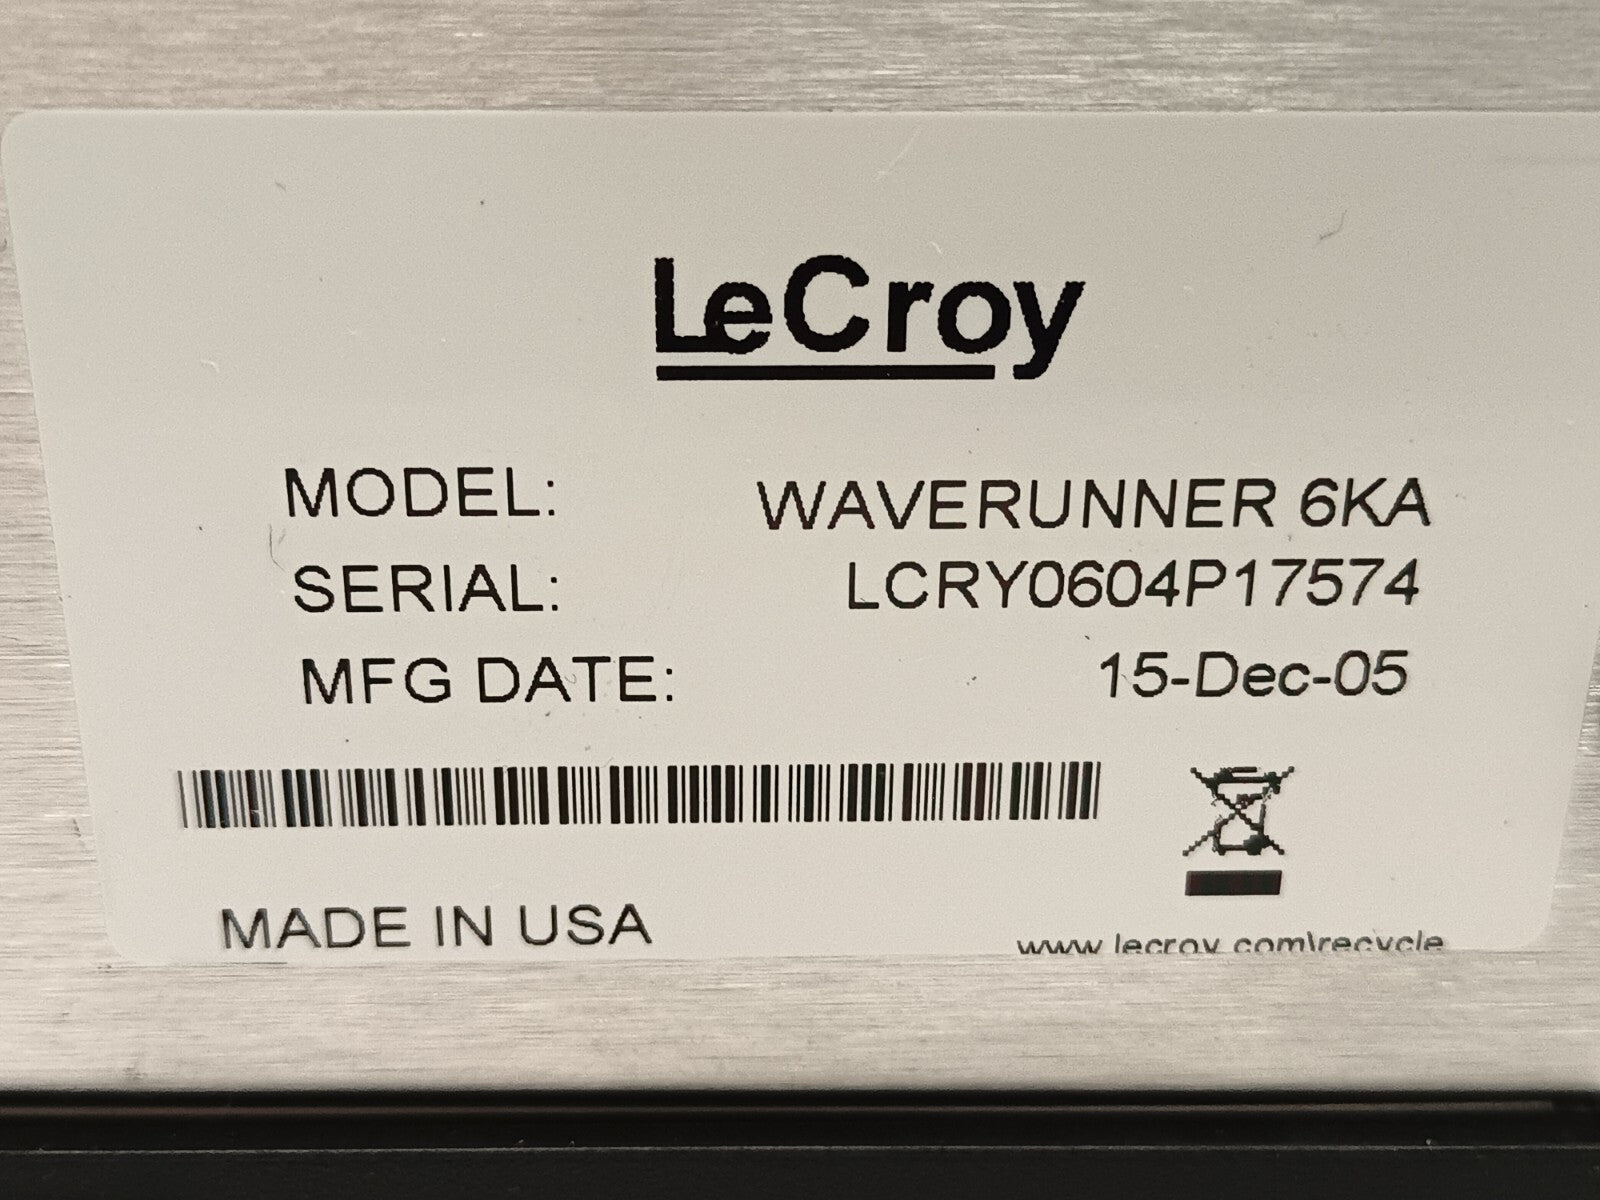 LeCroy
MODEL: WAVERUNNER 6KA
SERIAL: LCRY0604P17574
MFG DATE: 15-Dec-05
MADE IN USA
www.lecroy.com\recycle